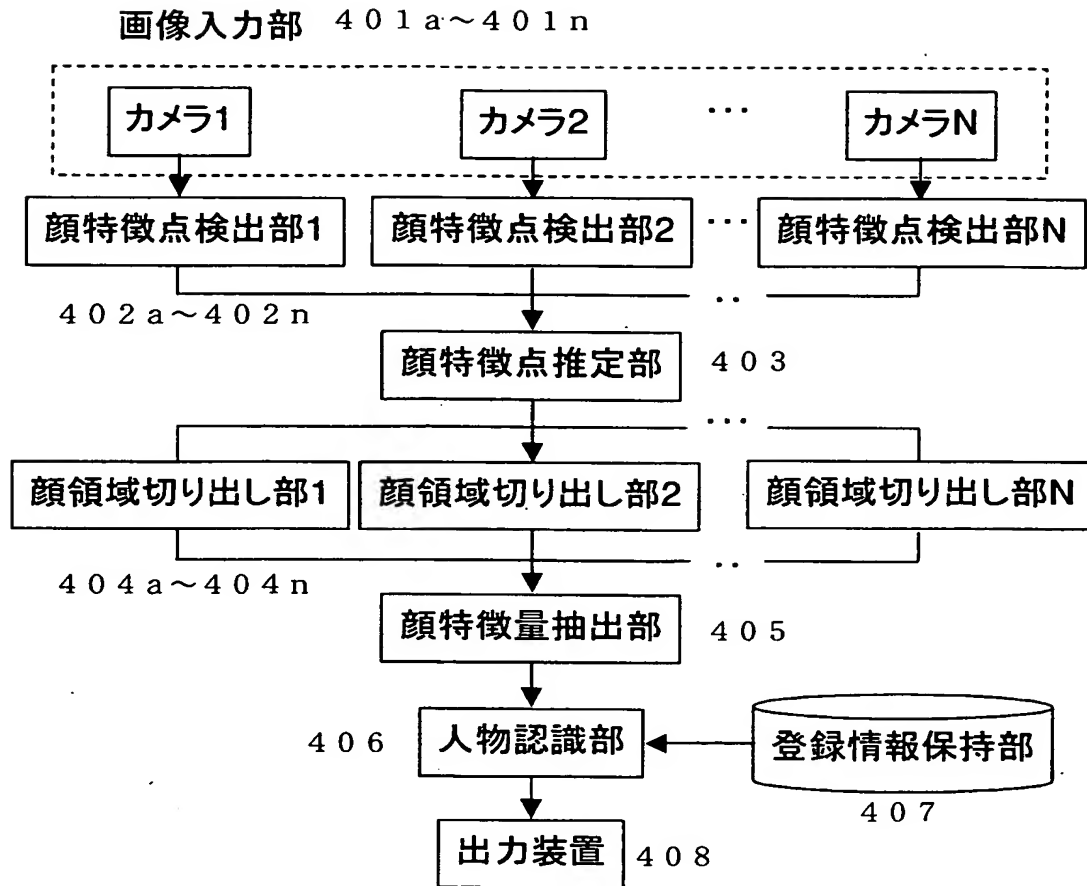 画像入力部 401a~401n
カメラ1 カメラ2 ・・・ カメラN
顔特徴点検出部1 顔特徴点検出部2 ・・・ 顔特徴点検出部N
・・
402a~402n
顔特徴点推定部 403
・・・
顔領域切り出し部1 顔領域切り出し部2 顔領域切り出し部N
・・
404a~404n
顔特徴量抽出部 405
406 人物認識部 登録情報保持部
407
出力装置 408